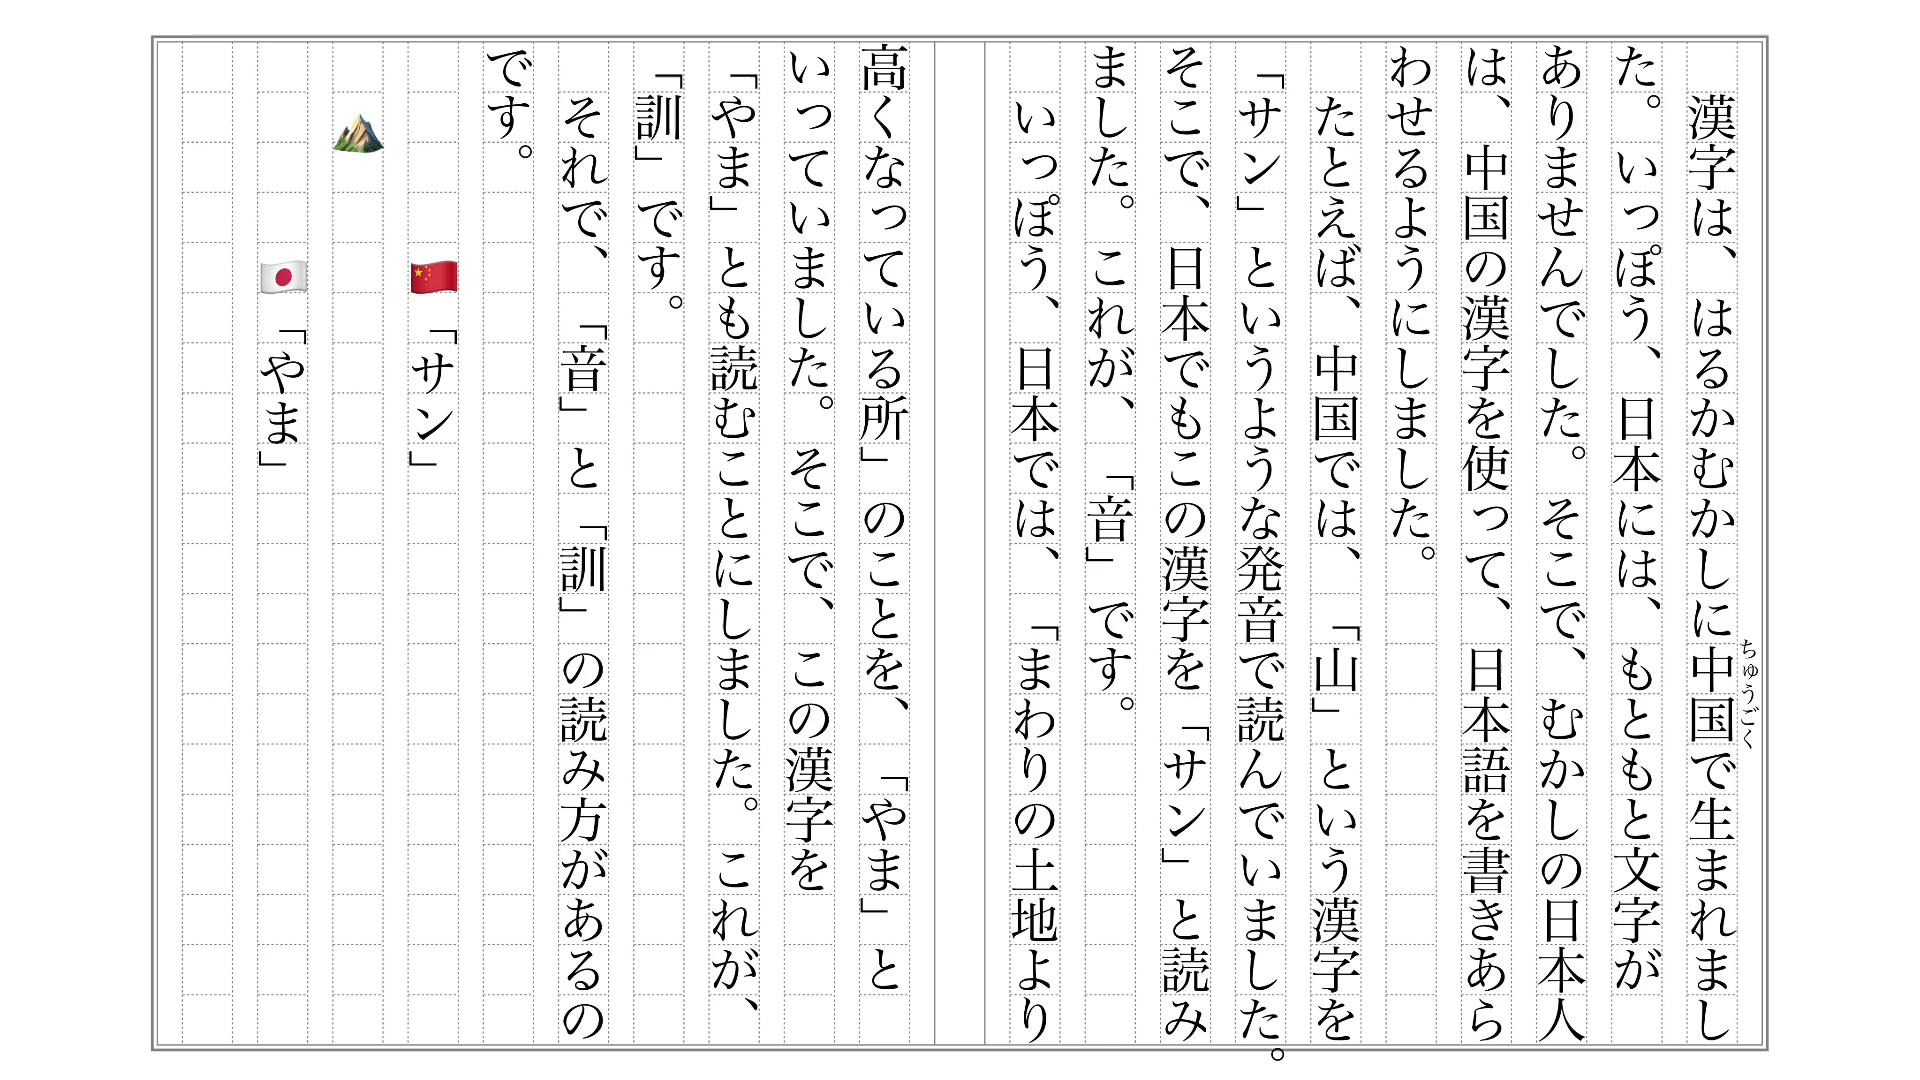 漢字は、はるかむかしに中国で生まれまし
ちゅうごく
た。いっぽう、日本には、もともと文字が
ありませんでした。そこで、むかしの日本人
は、中国の漢字を使って、日本語を書きあら
わせるようにしました。
たとえば、中国では、「山」という漢字を
「サン」というような発音で読んでいました。
そこで、日本でもこの漢字を「サン」と読み
ました。これが、「音」です。
いっぽう、日本では、「まわりの土地より
高くなっている所」のことを、「やま」と
いっていました。そこで、この漢字を
「やま」とも読むことにしました。これが、
「訓」です。
それで、「音」と「訓」の読み方があるの
です。
「サン」
「やま」